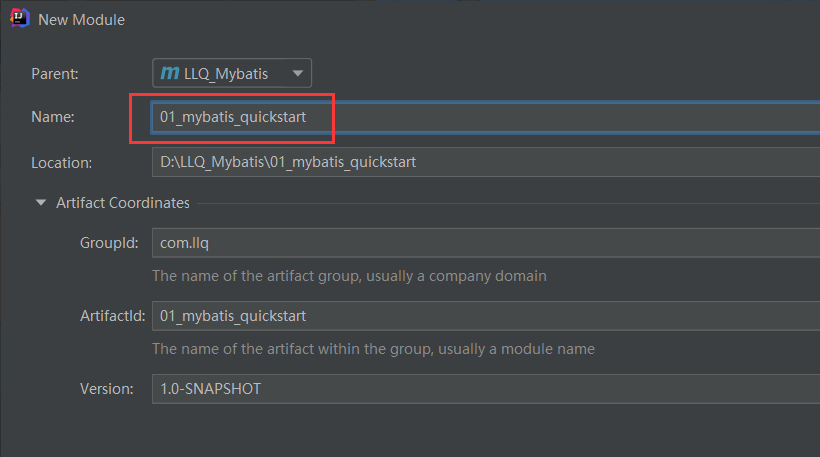 New Module
Parent: m LLQ_Mybatis
Name: 01_mybatis_quickstart
Location: D:\LLQ_Mybatis\01_mybatis_quickstart
Artifact Coordinates
GroupId: com.llq
The name of the artifact group, usually a company domain
ArtifactId: 01_mybatis_quickstart
The name of the artifact within the group, usually a module name
Version: 1.0-SNAPSHOT